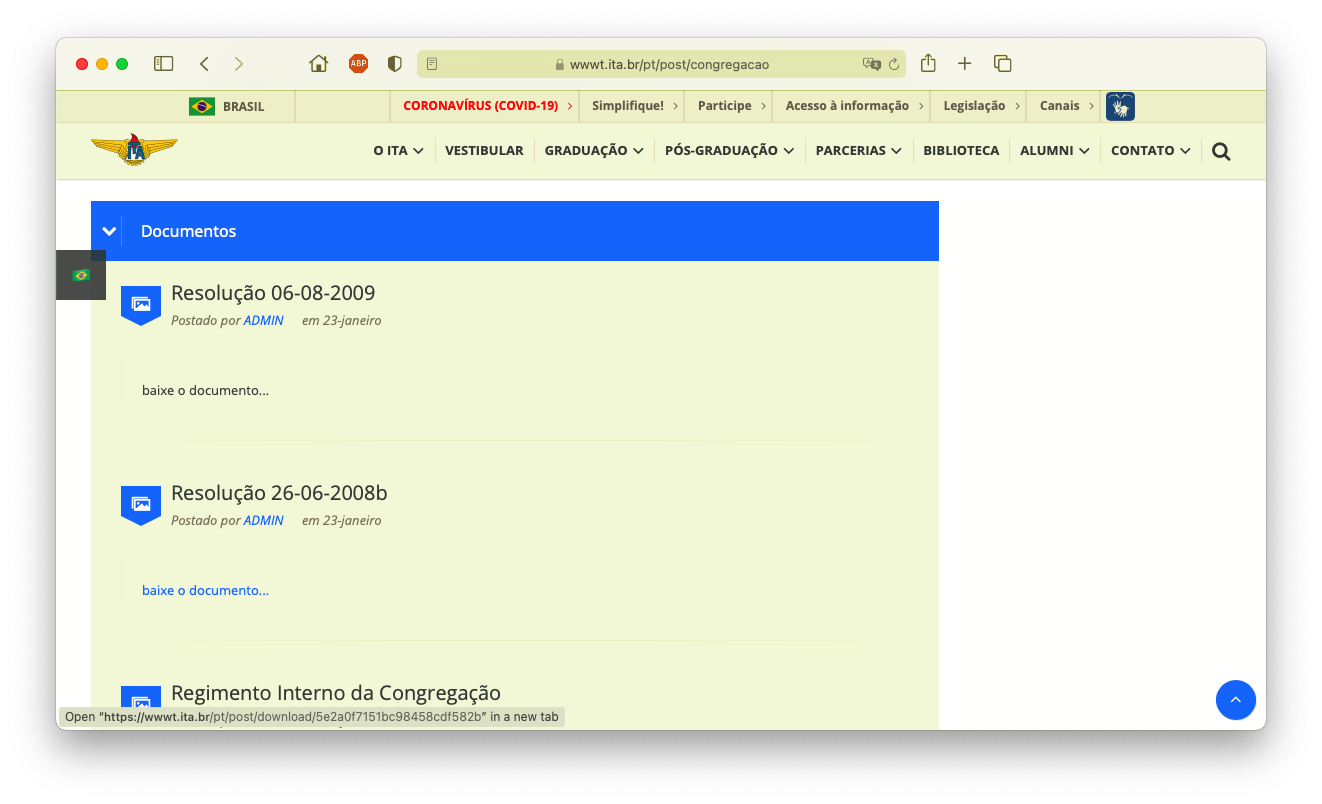 ABP
wwwt.ita.br/pt/post/congregacao
BRASIL
CORONAVÍRUS (COVID-19)
Simplifique!
Participe
Acesso à informação
Legislação
Canais
ITA
O ITA
VESTIBULAR
GRADUAÇÃO
PÓS-GRADUAÇÃO
PARCERIAS
BIBLIOTECA
ALUMNI
CONTATO
Documentos
Resolução 06-08-2009
Postado por ADMIN em 23-janeiro
baixe o documento...
Resolução 26-06-2008b
Postado por ADMIN em 23-janeiro
baixe o documento...
Regimento Interno da Congregação
Open "https://wwwt.ita.br/pt/post/download/5e2a0f7151bc98458cdf582b" in a new tab